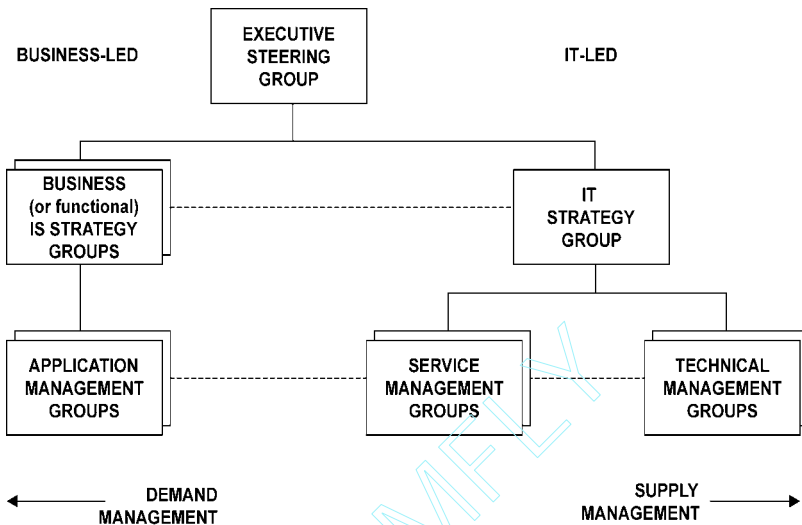 BUSINESS-LED
EXECUTIVE
STEERING
GROUP
IT-LED
BUSINESS
(or functional)
IS STRATEGY
GROUPS
IT
STRATEGY
GROUP
APPLICATION
MANAGEMENT
GROUPS
SERVICE
MANAGEMENT
GROUPS
TECHNICAL
MANAGEMENT
GROUPS
DEMAND
MANAGEMENT
SUPPLY
MANAGEMENT
MFLY